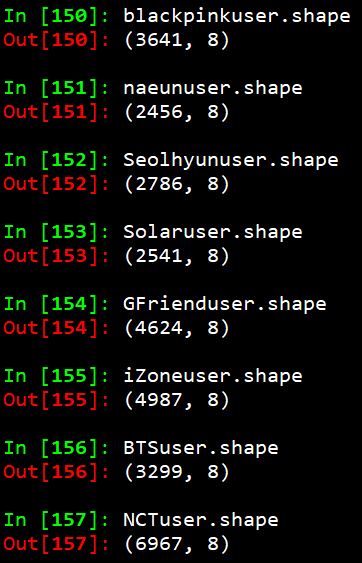 In [150]: blackpinkuser.shape
Out[150]: (3641, 8)
In [151]: naeunuser.shape
Out[151]: (2456, 8)
In [152]: Seolhyunuser.shape
Out[152]: (2786, 8)
In [153]: Solaruser.shape
Out[153]: (2541, 8)
In [154]: GFrienduser.shape
Out[154]: (4624, 8)
In [155]: iZoneuser.shape
Out[155]: (4987, 8)
In [156]: BTSuser.shape
Out[156]: (3299, 8)
In [157]: NCTuser.shape
Out[157]: (6967, 8)